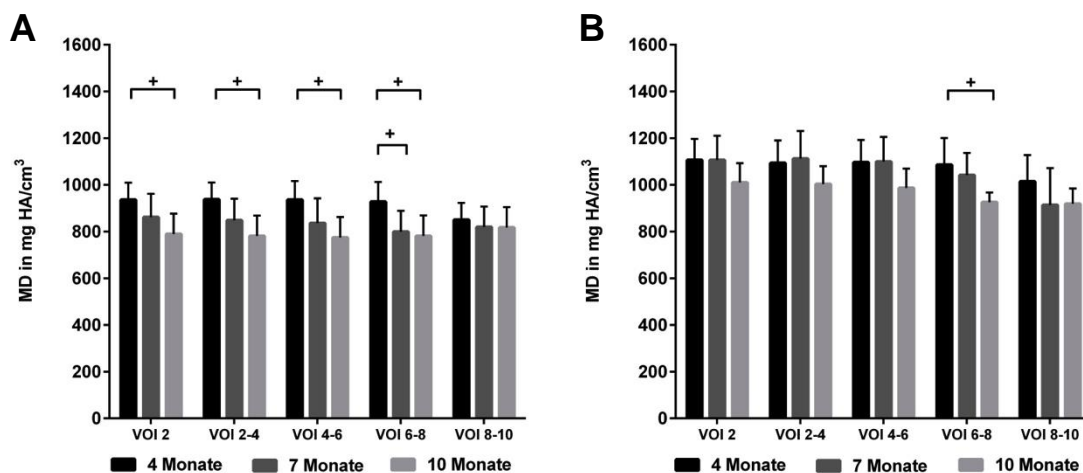 A
MD in mg HA/cm³
1600
1400
1200
1000
800
600
400
200
0
+
+
+
+
+
VOI 2
VOI 2-4
VOI 4-6
VOI 6-8
VOI 8-10
4 Monate
7 Monate
10 Monate
B
MD in mg HA/cm³
1600
1400
1200
1000
800
600
400
200
0
+
VOI 2
VOI 2-4
VOI 4-6
VOI 6-8
VOI 8-10
4 Monate
7 Monate
10 Monate